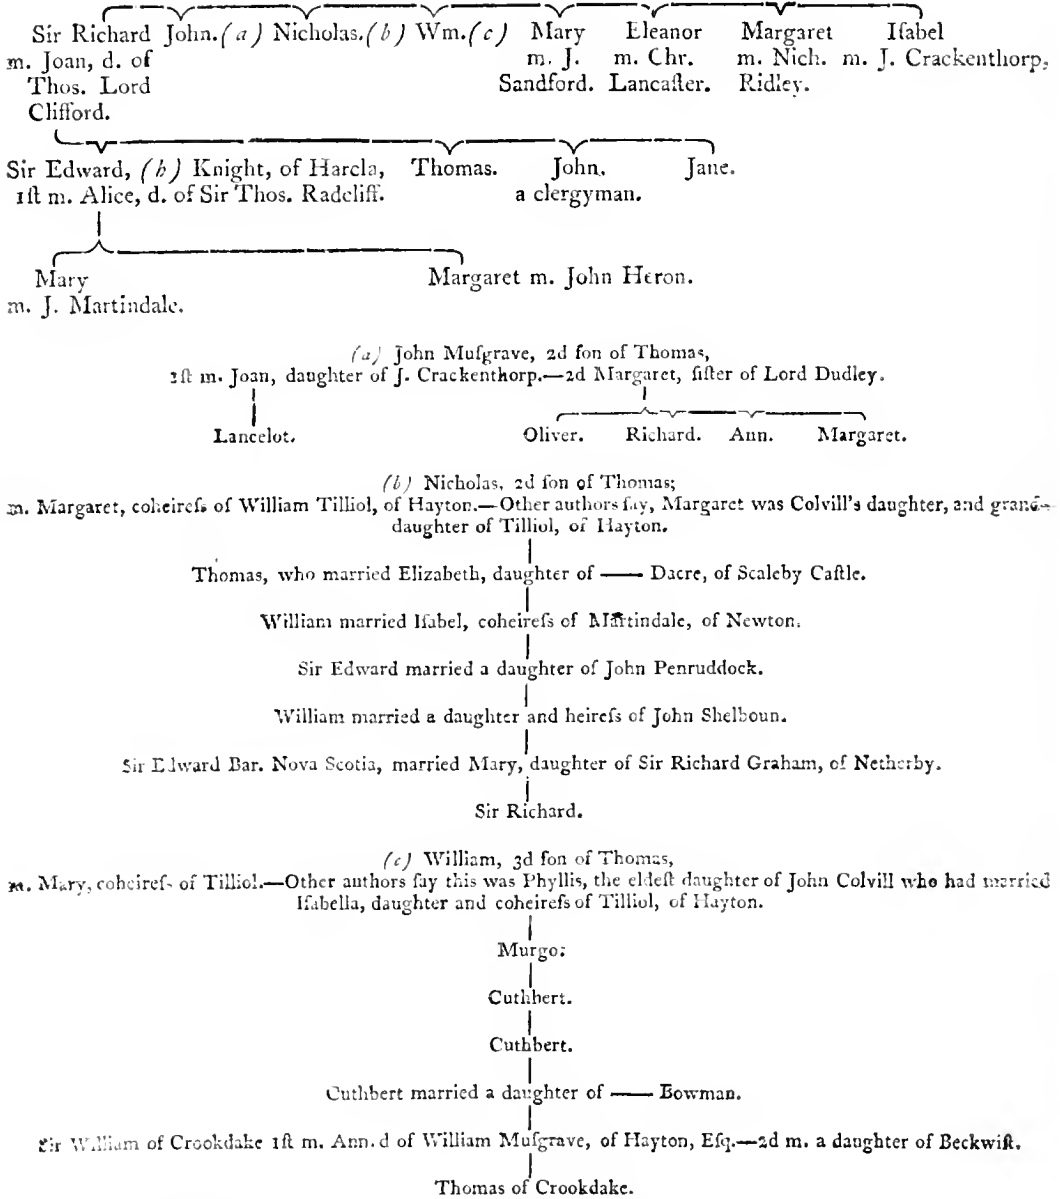 Sir Richard John.(a) Nicholas.(b) Wm.(c) Mary Eleanor Margaret Iſabel
m. Joan, d. of m. J. m. Chr. m. Nich. m. J. Crackenthorp,
Thos. Lord Sandford. Lancaſter. Ridley.
Clifford.
Sir Edward, (h) Knight, of Harcla, Thomas. John, Jane.
1ſt m. Alice, d. of Sir Thos. Radcliff. a clergyman.
Mary Margaret m. John Heron.
m. J. Martindale.
(a) John Muſgrave, 2d ſon of Thomas,
1ſt m. Joan, daughter of J. Crackenthorp.—2d Margaret, ſiſter of Lord Dudley.
Lancelot. Oliver. Richard. Ann. Margaret.
(b) Nicholas, 2d ſon of Thomas;
m. Margaret, coheireſs of William Tilliol, of Hayton.—Other authors ſay, Margaret was Colvill's daughter, and grand-
daughter of Tilliol, of Hayton.
Thomas, who married Elizabeth, daughter of —— Dacre, of Scaleby Caſtle.
William married Iſabel, coheireſs of Martindale, of Newton.
Sir Edward married a daughter of John Penruddock.
William married a daughter and heireſs of John Shelboun.
Sir Edward Bar. Nova Scotia, married Mary, daughter of Sir Richard Graham, of Netherby.
Sir Richard.
(c) William, 3d ſon of Thomas,
m. Mary, coheireſs of Tilliol.—Other authors ſay this was Phyllis, the eldeſt daughter of John Colvill who had married
Iſabella, daughter and coheireſs of Tilliol, of Hayton.
Murgo:
Cuthbert.
Cuthbert.
Cuthbert married a daughter of —— Bowman.
Sir William of Crookdake 1ſt m. Ann. d of William Muſgrave, of Hayton, Eſq.—2d m. a daughter of Beckwiſt.
Thomas of Crookdake.